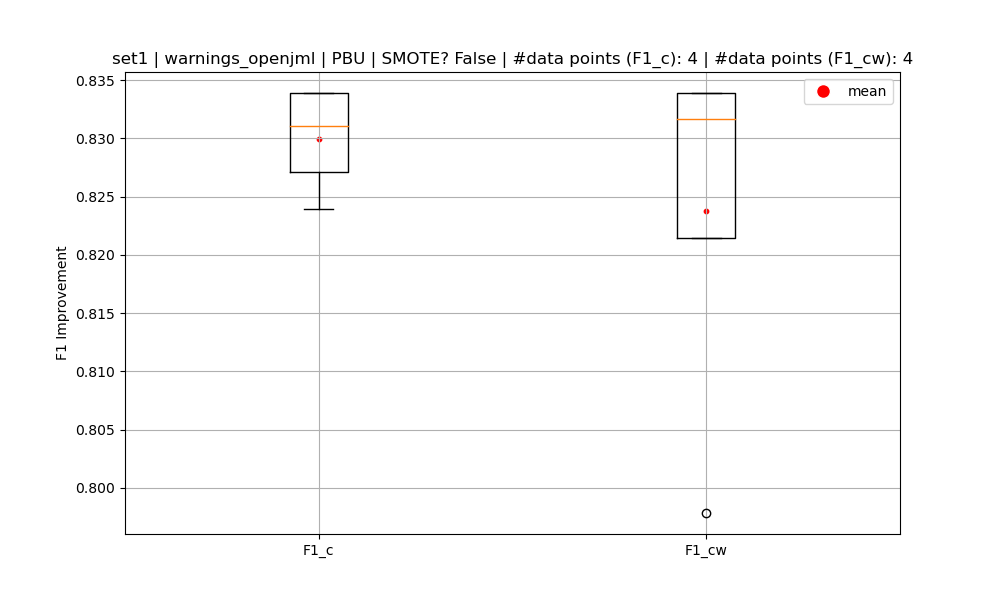 set1 | warnings_openjml | PBU | SMOTE? False | #data points (F1_c): 4 | #data points (F1_cw): 4
mean
0.835
0.830
0.825
0.820
0.815
0.810
0.805
0.800
F1 Improvement
F1_c
F1_cw